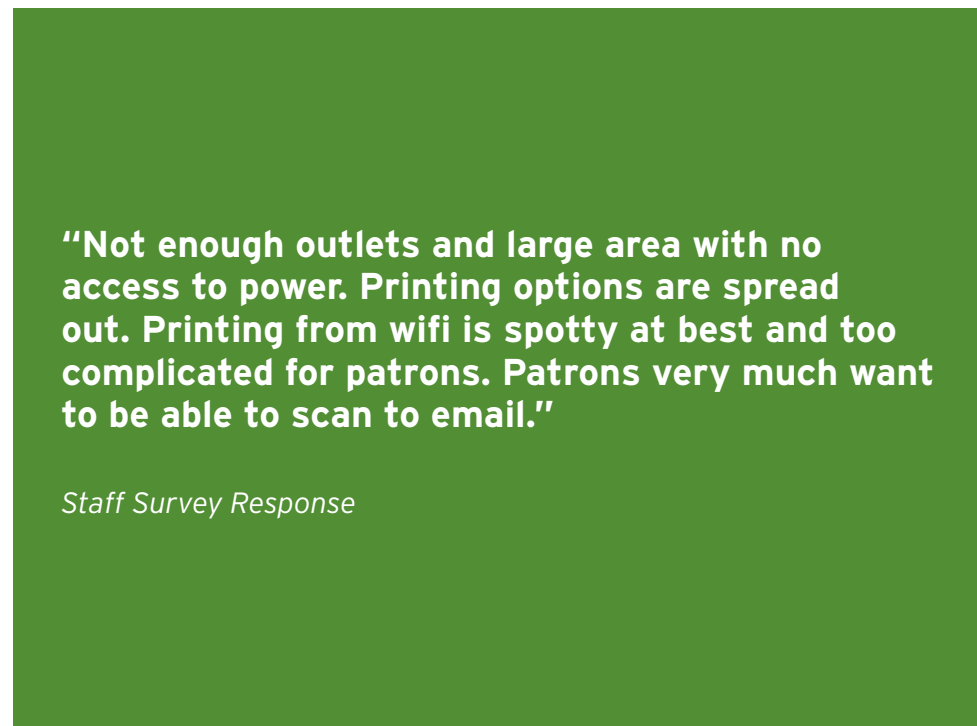 “Not enough outlets and large area with no
access to power. Printing options are spread
out. Printing from wifi is spotty at best and too
complicated for patrons. Patrons very much want
to be able to scan to email.”
Staff Survey Response